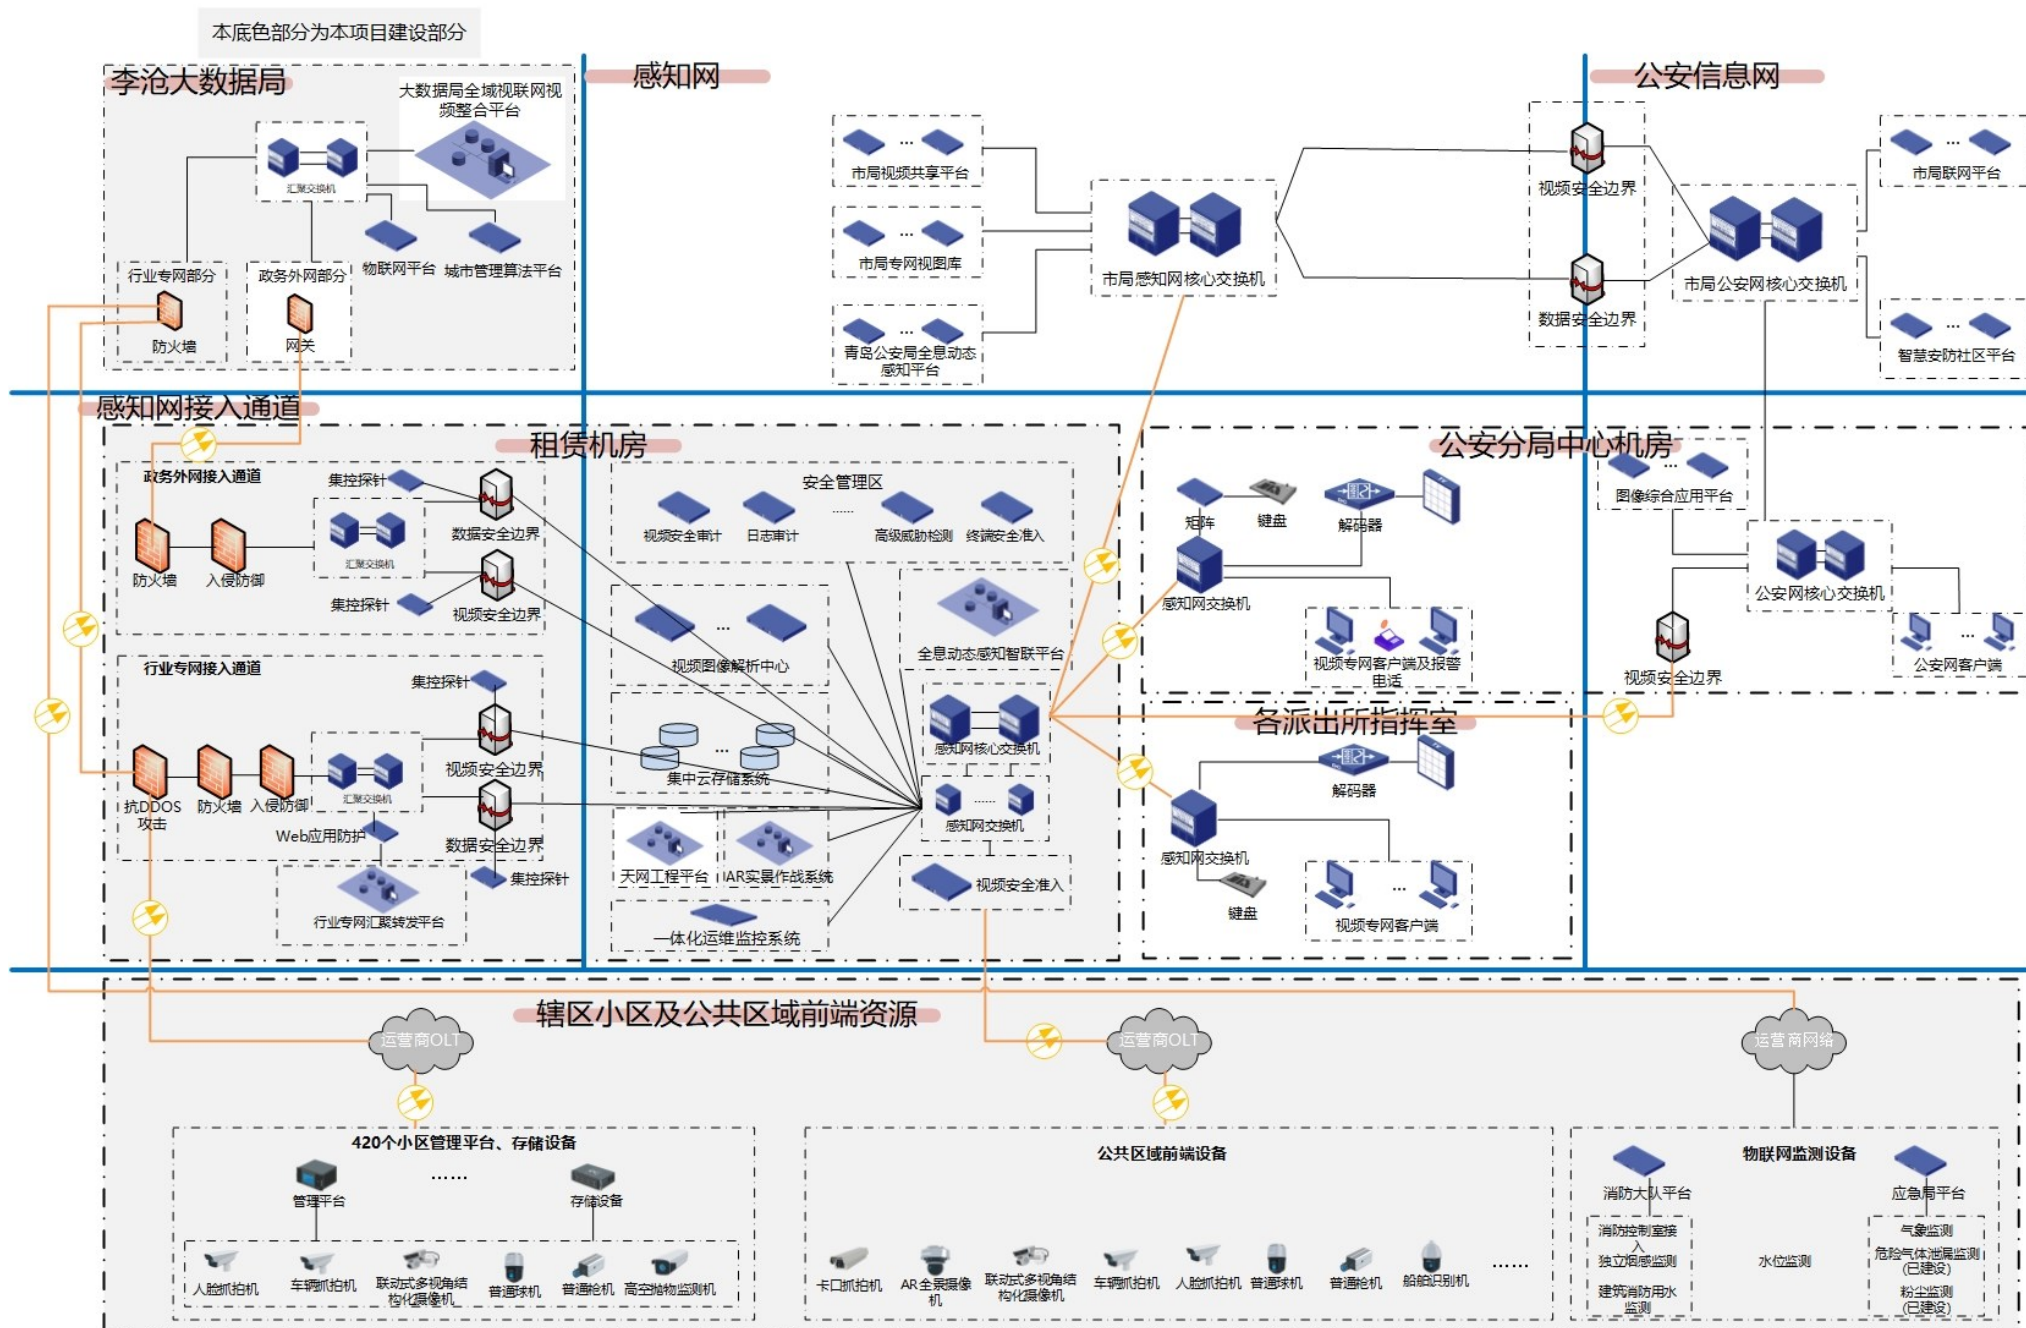 本底色部分为本项目建设部分
李沧大数据局
感知网
公安信息网
大数据局全域视联网视
频整合平台
汇聚交换机
物联网平台
城市管理算法平台
行业专网部分
防火墙
政务外网部分
网关
市局视频共享平台
市局专网视图库
青岛公安局全息动态
感知平台
市局感知网核心交换机
视频安全边界
数据安全边界
市局公安网核心交换机
市局联网平台
智慧安防社区平台
感知网接入通道
租赁机房
公安分局中心机房
政务外网接入通道
集控探针
数据安全边界
防火墙
入侵防御
汇聚交换机
集控探针
视频安全边界
行业专网接入通道
集控探针
视频安全边界
抗DDOS
攻击
防火墙
入侵防御
汇聚交换机
Web应用防护
数据安全边界
集控探针
行业专网汇聚转发平台
安全管理区
视频安全审计
日志审计
......
高级威胁检测
终端安全准入
...
视频图像解析中心
全息动态感知智联平台
...
集中云存储系统
感知网核心交换机
......
感知网交换机
天网工程平台
AR实景作战系统
视频安全准入
一体化运维监控系统
矩阵
键盘
解码器
感知网交换机
视频专网客户端及报警
电话
图像综合应用平台
公安网核心交换机
视频安全边界
公安网客户端
各派出所指挥室
解码器
感知网交换机
键盘
视频专网客户端
辖区小区及公共区域前端资源
运营商OLT
运营商OLT
运营商网络
420个小区管理平台、存储设备
管理平台
......
存储设备
人脸抓拍机
车辆抓拍机
联动式多视角结
构化摄像机
普通球机
普通枪机
高空抛物监测机
公共区域前端设备
卡口抓拍机
AR全景摄像
机
联动式多视角结
构化摄像机
车辆抓拍机
人脸抓拍机
普通球机
普通枪机
船舶识别机
......
物联网监测设备
消防大队平台
应急局平台
消防控制室接
入
独立烟感监测
建筑消防用水
监测
水位监测
气象监测
危险气体泄漏监测
(已建设)
粉尘监测
(已建设)